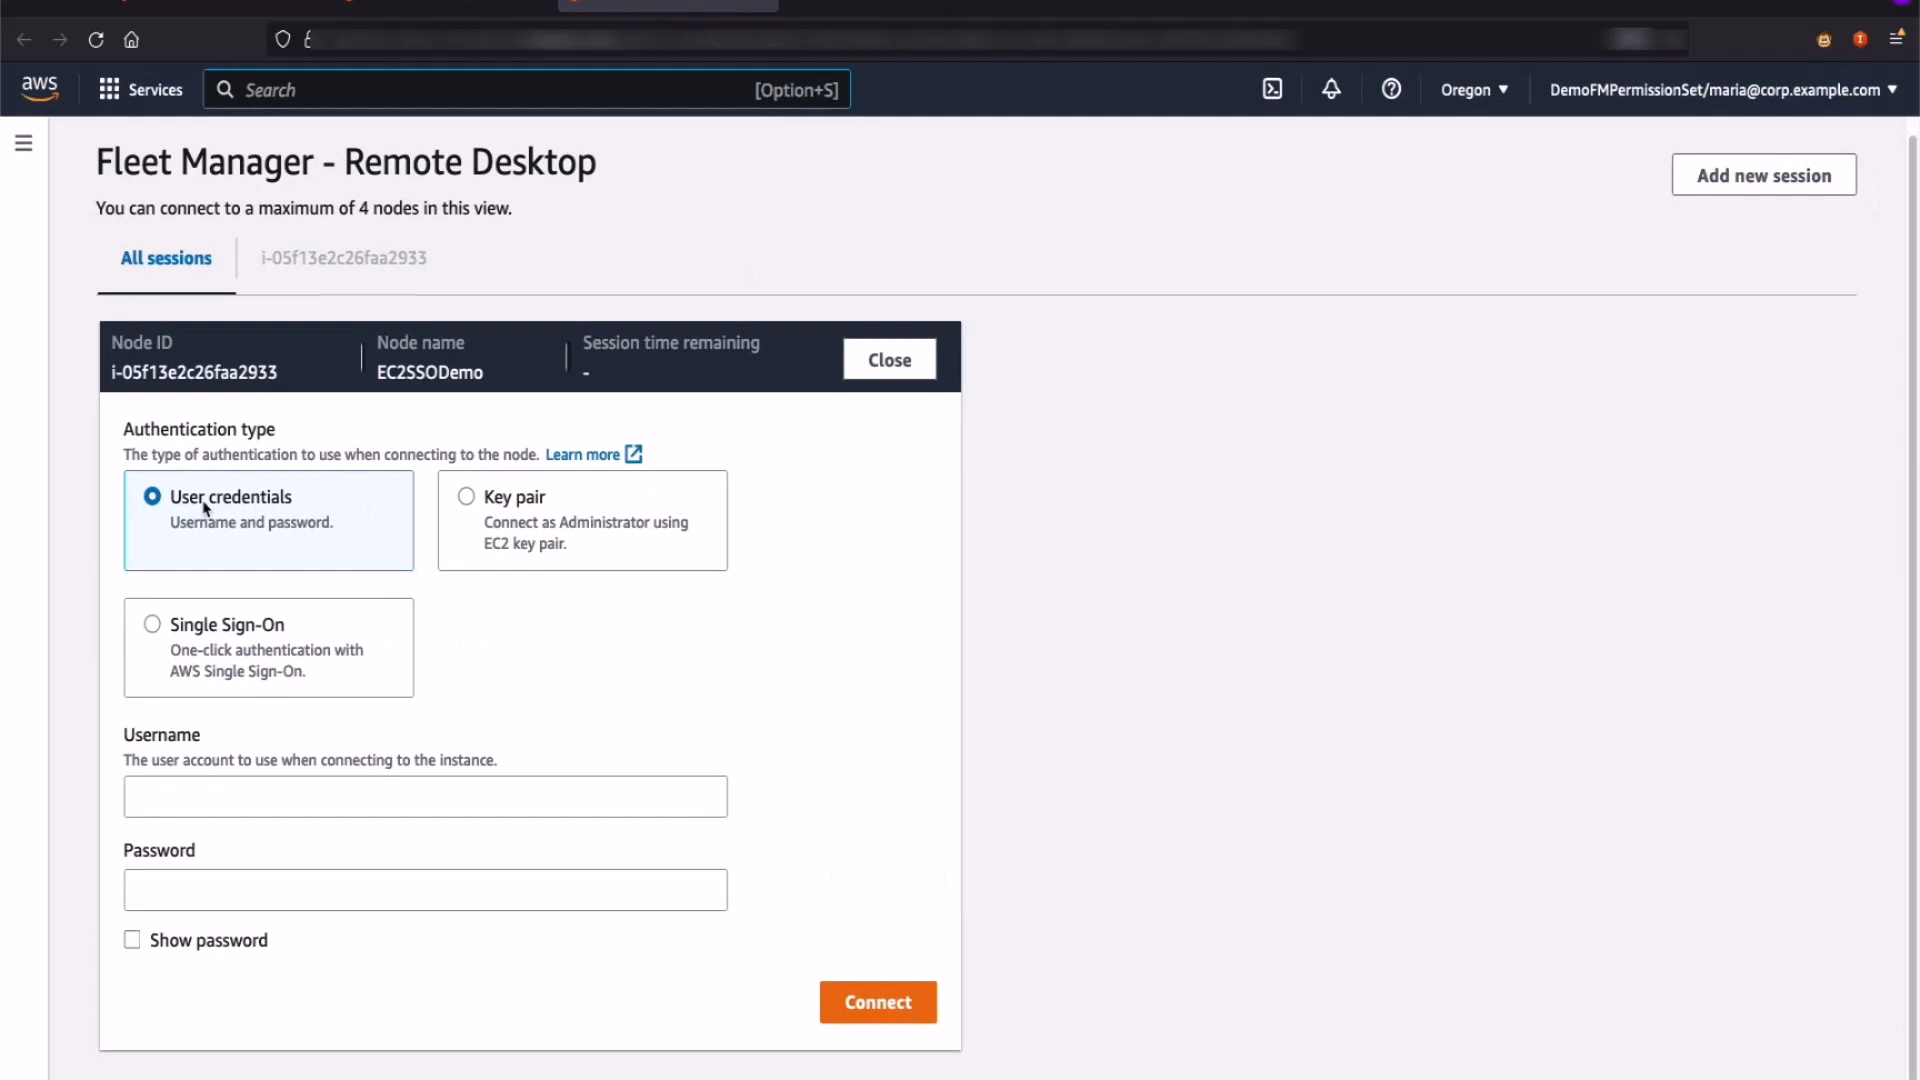 aws
Services
Search
[Option+S]
Oregon ▼
DemoFMPermissionSet/maria@corp.example.com ▼
Fleet Manager - Remote Desktop
Add new session
You can connect to a maximum of 4 nodes in this view.
All sessions
i-05f13e2c26faa2933
Node ID
Node name
Session time remaining
i-05f13e2c26faa2933
EC2SSODemo
-
Close
Authentication type
The type of authentication to use when connecting to the node. Learn more
User credentials
Username and password.
Key pair
Connect as Administrator using
EC2 key pair.
Single Sign-On
One-click authentication with
AWS Single Sign-On.
Username
The user account to use when connecting to the instance.
Password
Show password
Connect